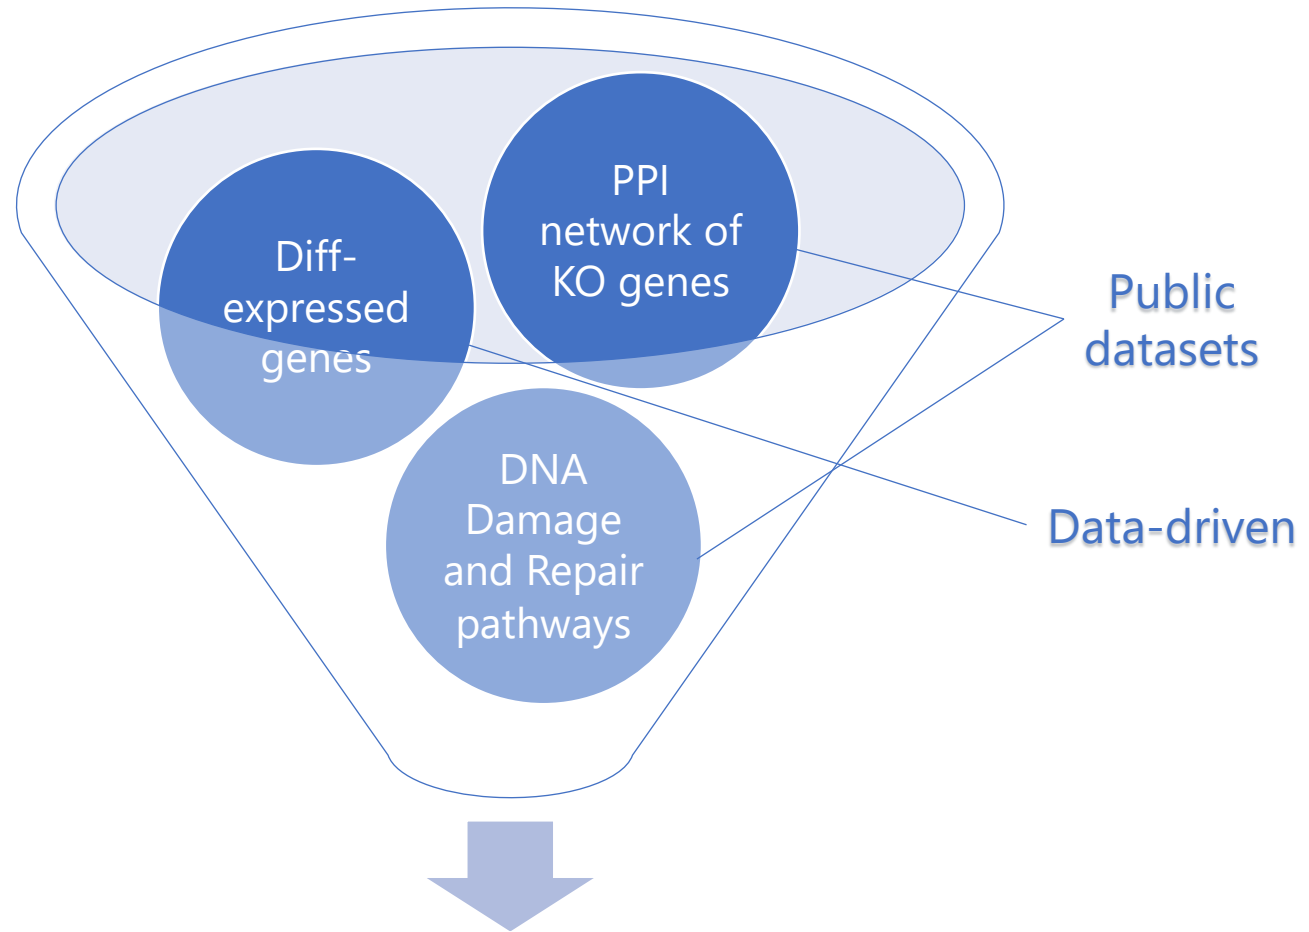 PPI
network of
KO genes
Diff-
expressed
genes
DNA
Damage
and Repair
pathways
Public
datasets
Data-driven